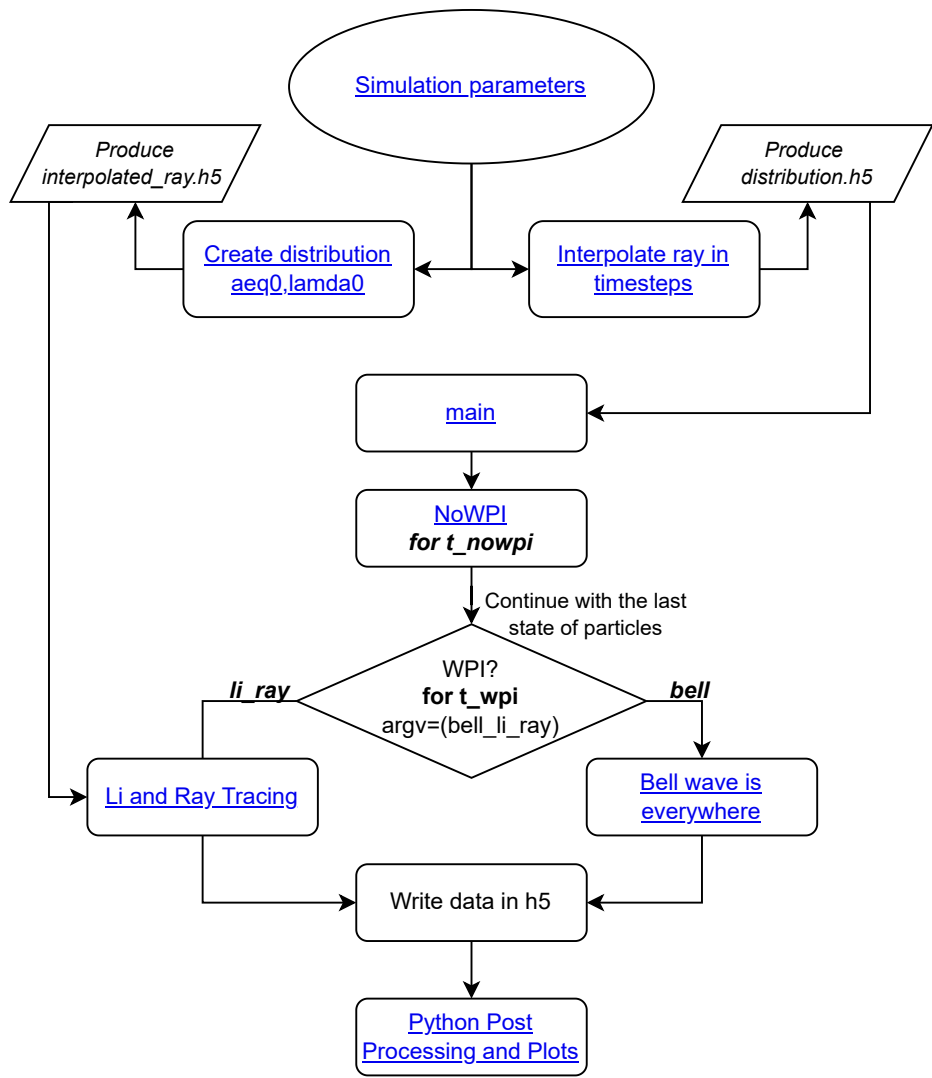 Simulation parameters
Produce
interpolated_ray.h5
Produce
distribution.h5
Create distribution
aeq0,lamda0
Interpolate ray in
timesteps
main
NoWPI
for t_nowpi
Continue with the last
state of particles
WPI?
for t_wpi
argv=(bell_li_ray)
li_ray
bell
Li and Ray Tracing
Bell wave is
everywhere
Write data in h5
Python Post
Processing and Plots